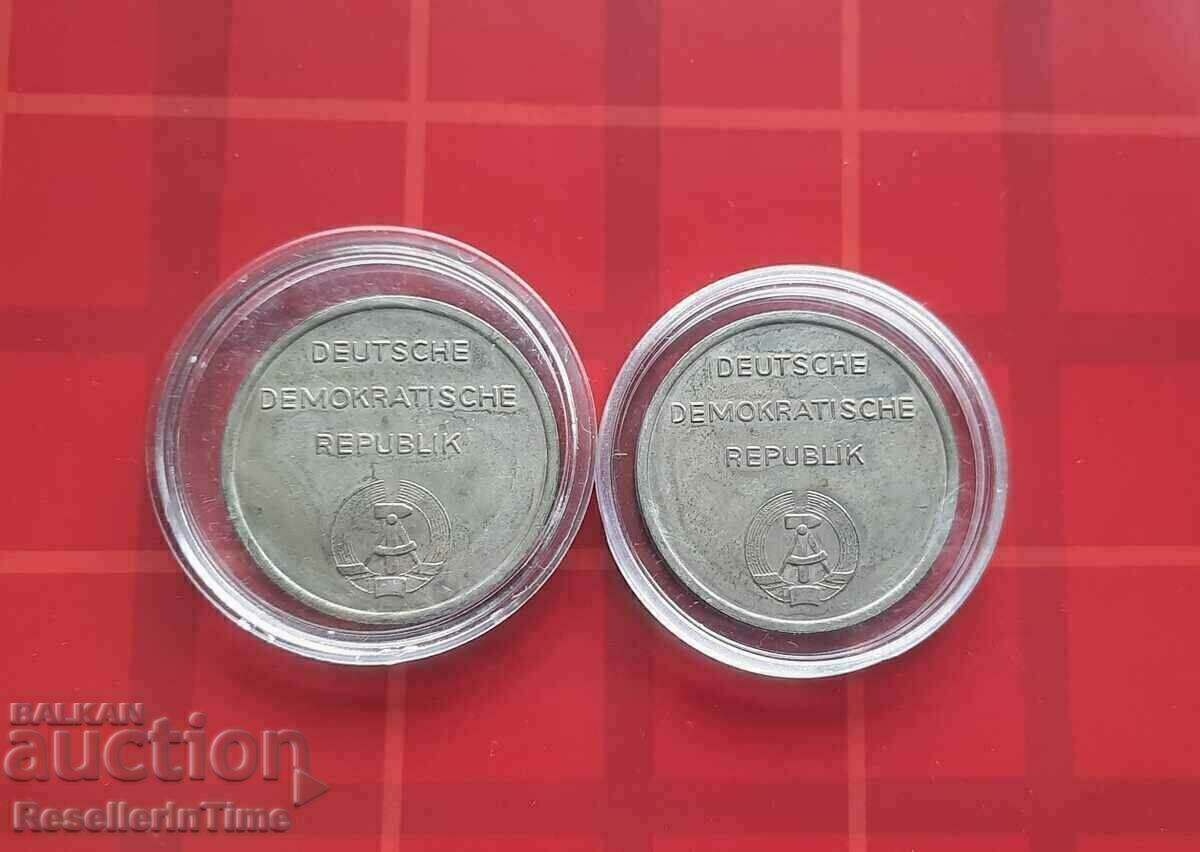 DEUTSCHE
DEMOKRATISCHE
REPUBLIK
DEUTSCHE
DEMOKRATISCHE
REPUBLIK
BALKAN
auction
ResellerinTime